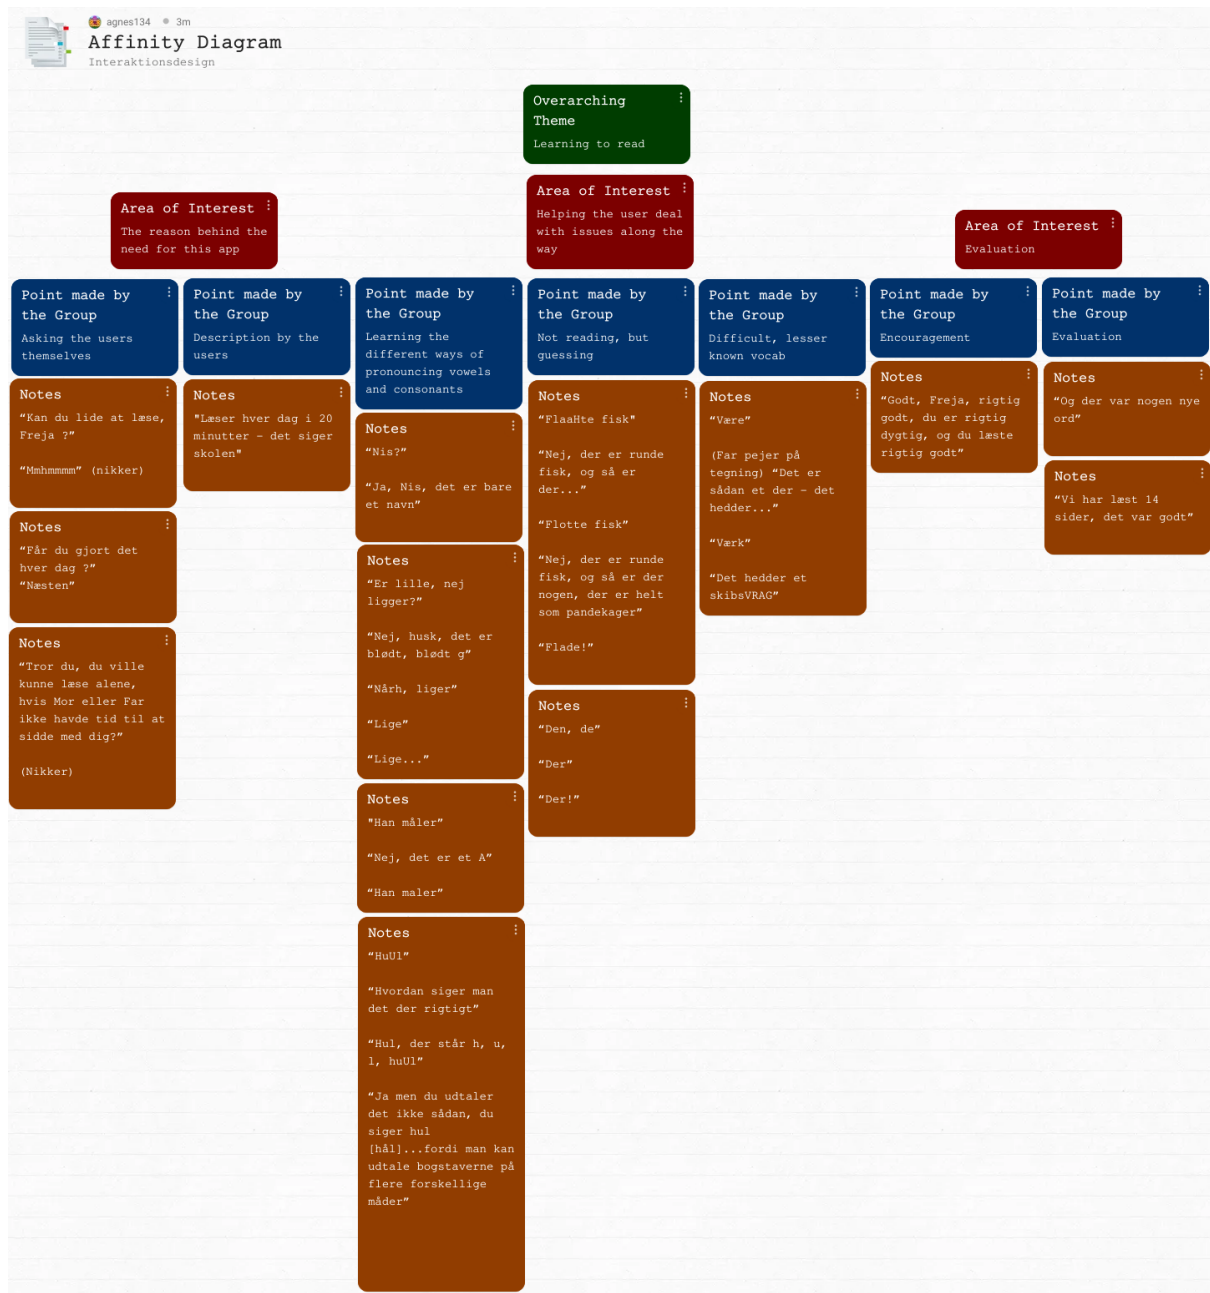 agnes134 • 3m
Affinity Diagram
Interaktionsdesign
Overarching
Theme
Learning to read
Area of Interest
The reason behind the
need for this app
Area of Interest
Helping the user deal
with issues along the
way
Area of Interest
Evaluation
Point made by
the Group
Asking the users
themselves
Notes
“Kan du lide at læse,
Freja ?”
“Mmhmmmm” (nikker)
Notes
“Får du gjort det
hver dag ?”
“Næsten”
Notes
“Tror du, du ville
kunne læse alene,
hvis Mor eller Far
ikke havde tid til at
sidde med dig?”
(Nikker)
Point made by
the Group
Description by the
users
Notes
"Læser hver dag i 20
minutter - det siger
skolen"
Point made by
the Group
Learning the
different ways of
pronouncing vowels
and consonants
Notes
“Nis?”
“Ja, Nis, det er bare
et navn”
Notes
“Er lille, nej
ligger?”
“Nej, husk, det er
blødt, blødt g”
“Nårh, liger”
“Lige”
“Lige...”
Notes
"Han måler”
“Nej, det er et A”
“Han maler”
Notes
“HuUl”
“Hvordan siger man
det der rigtigt”
“Hul, der står h, u,
l, huUl”
“Ja men du udtaler
det ikke sådan, du
siger hul
[hål]...fordi man kan
udtale bogstaverne på
flere forskellige
måder”
Point made by
the Group
Not reading, but
guessing
Notes
“FlaaHte fisk"
“Nej, der er runde
fisk, og så er
der...”
“Flotte fisk”
“Nej, der er runde
fisk, og så er der
nogen, der er helt
som pandekager”
“Flade!”
Notes
“Den, de”
“Der”
“Der!”
Point made by
the Group
Difficult, lesser
known vocab
Notes
“Være”
(Far pejer på
tegning) “Det er
sådan et der - det
hedder...”
“Værk”
“Det hedder et
skibsVRAG”
Point made by
the Group
Encouragement
Notes
“Godt, Freja, rigtig
godt, du er rigtig
dygtig, og du læste
rigtig godt”
Point made by
the Group
Evaluation
Notes
“Og der var nogen nye
ord”
Notes
“Vi har læst 14
sider, det var godt”